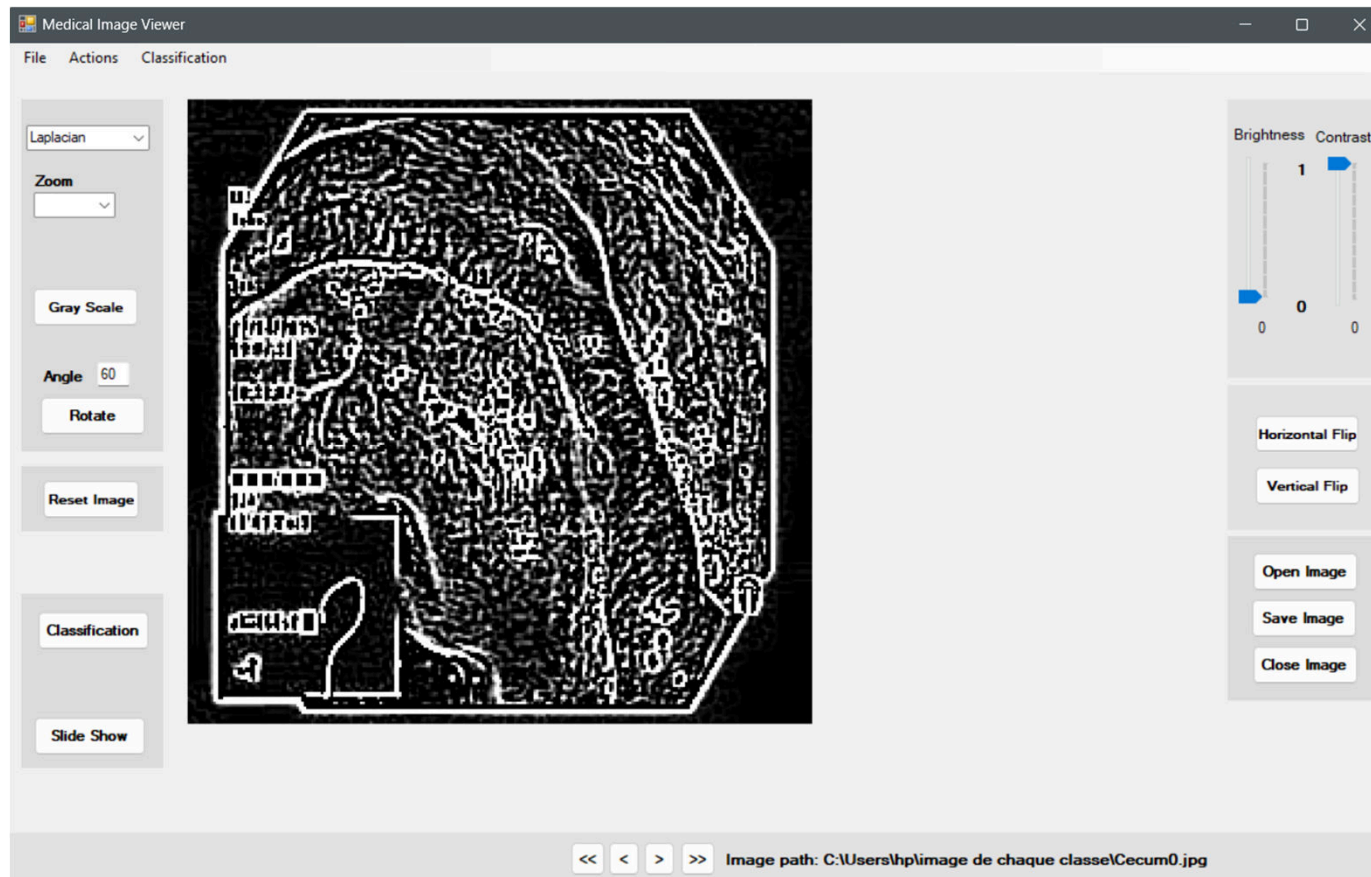 Medical Image Viewer
File Actions Classification
Laplacian
Zoom
Gray Scale
Angle 60
Rotate
Reset Image
Classification
Slide Show
Brightness Contrast
1
0
0 0
Horizontal Flip
Vertical Flip
Open Image
Save Image
Close Image
<< < > >> Image path: C:\Users\hp\image de chaque classe\Cecum0.jpg